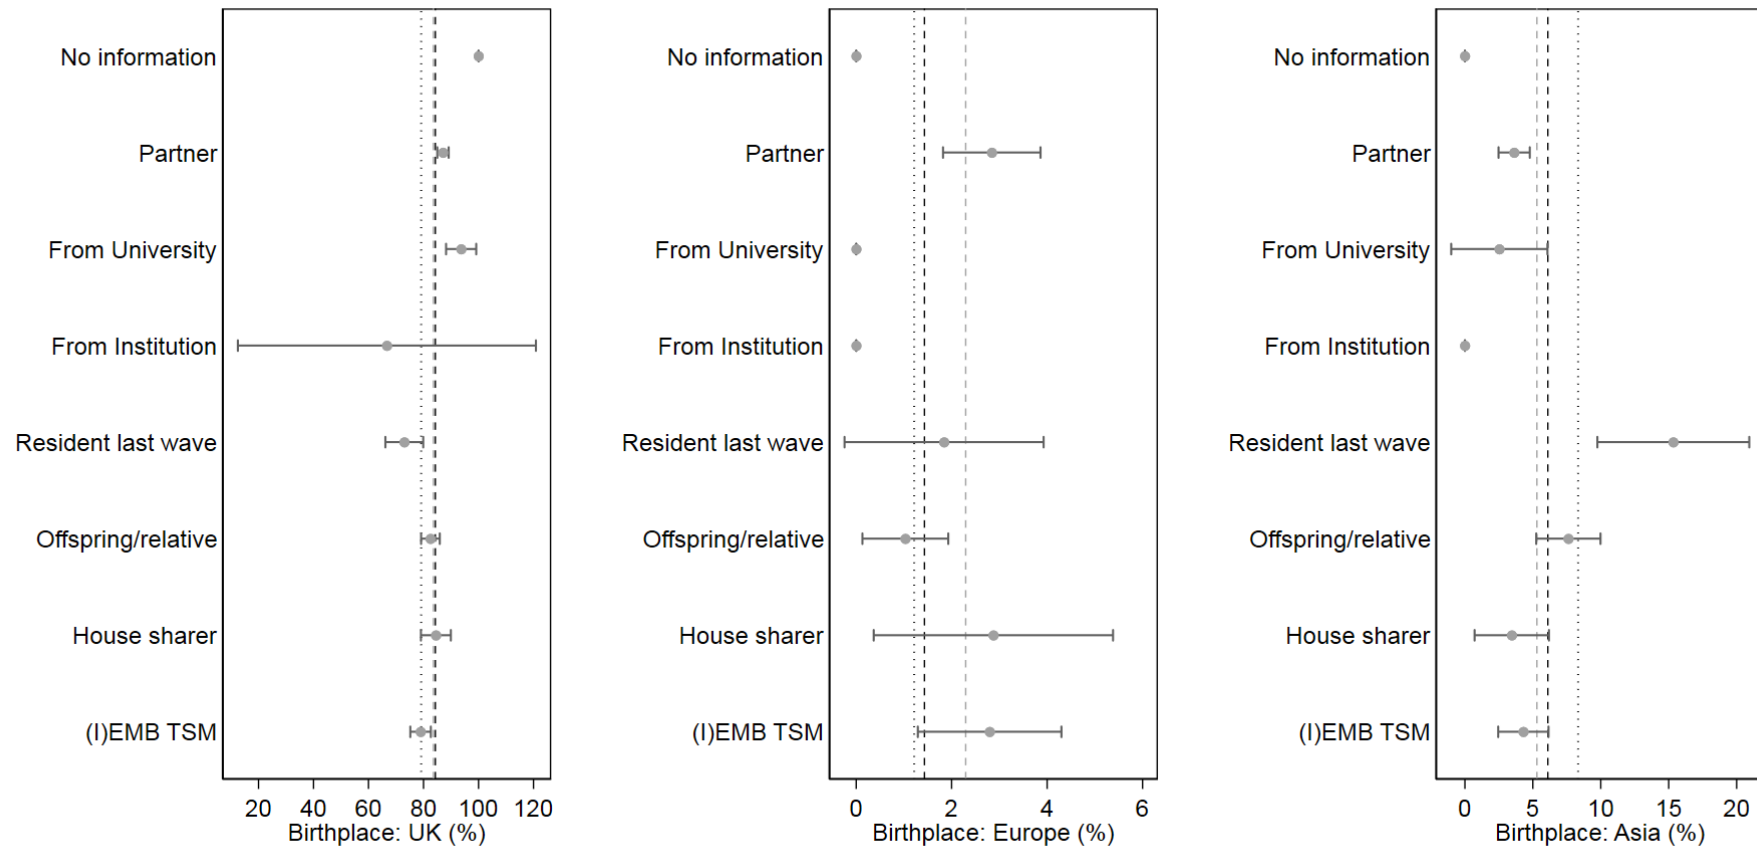 No information
Partner
From University
From Institution
Resident last wave
Offspring/relative
House sharer
(I)EMB TSM
20 40 60 80 100 120
Birthplace: UK (%)
No information
Partner
From University
From Institution
Resident last wave
Offspring/relative
House sharer
(I)EMB TSM
0 2 4 6
Birthplace: Europe (%)
No information
Partner
From University
From Institution
Resident last wave
Offspring/relative
House sharer
(I)EMB TSM
0 5 10 15 20
Birthplace: Asia (%)